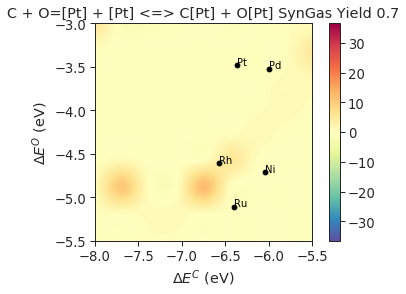 C + O=[Pt] + [Pt] <=> C[Pt] + O[Pt] SynGas Yield 0.7
−3.0
−3.5
−4.0
−4.5
−5.0
−5.5
ΔE^O (eV)
Pt
Pd
Rh
Ni
Ru
−8.0 −7.5 −7.0 −6.5 −6.0 −5.5
ΔE^C (eV)
30
20
10
0
−10
−20
−30